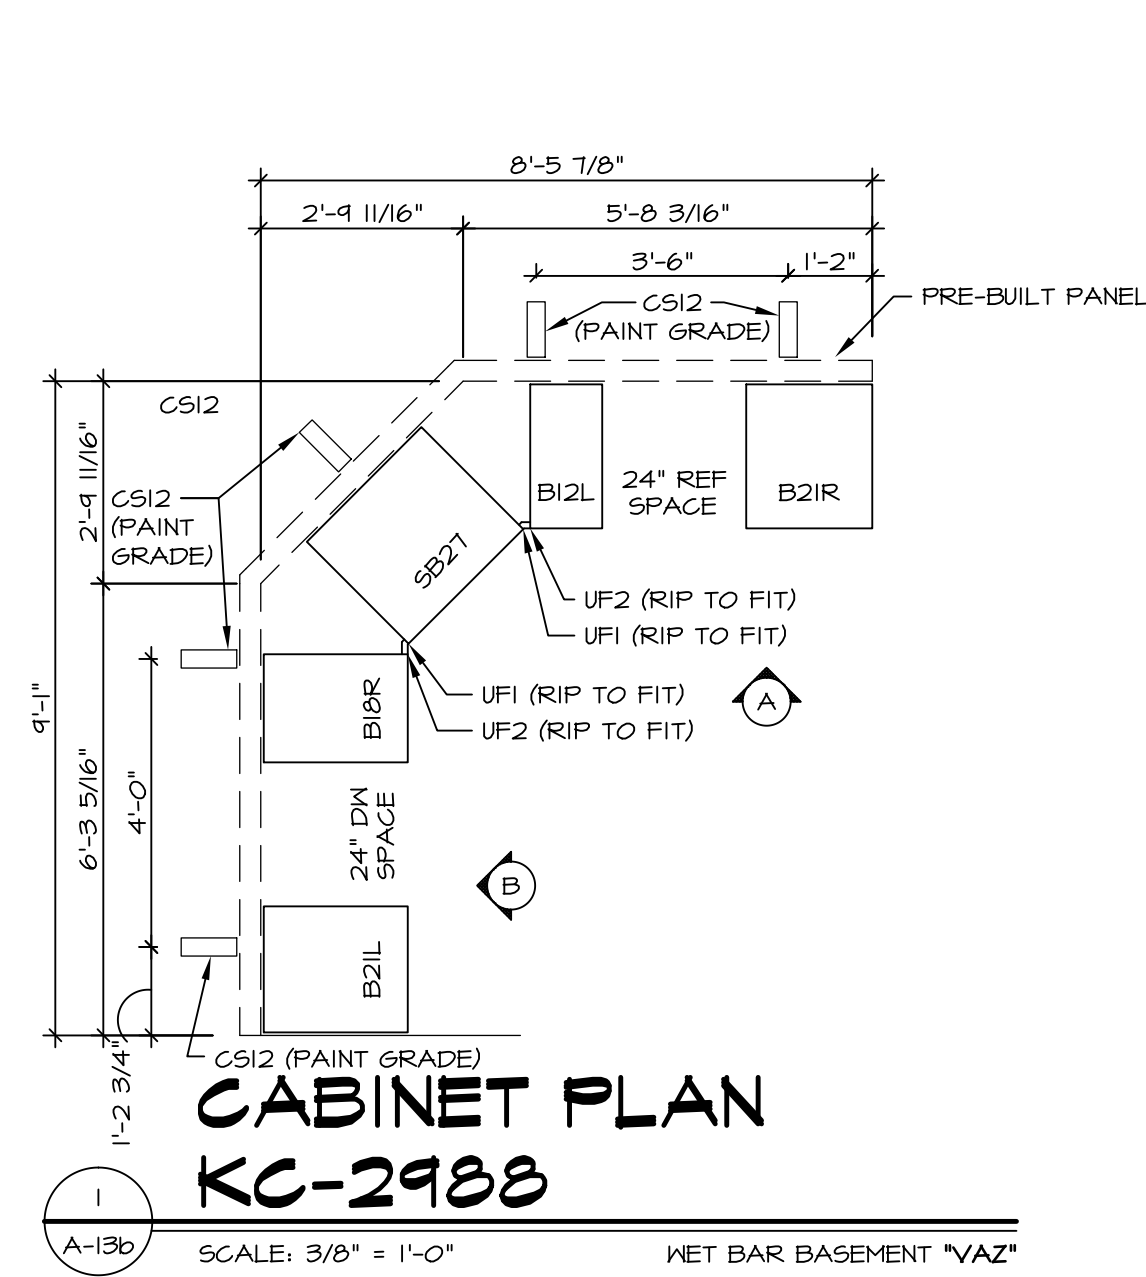 8'-5 7/8"
2'-9 11/16"
5'-8 3/16"
3'-6"
1'-2"
PRE-BUILT PANEL
CS12
(PAINT GRADE)
CS12
2'-9 11/16"
CS12
(PAINT
GRADE)
B12L
24" REF
SPACE
B21R
SB27
UF2 (RIP TO FIT)
UF1 (RIP TO FIT)
UF1 (RIP TO FIT)
UF2 (RIP TO FIT)
A
B18R
9'-1"
6'-3 5/16"
4'-0"
24" DW
SPACE
B
B21L
1'-2 3/4"
CS12 (PAINT GRADE)
CABINET PLAN
KC-2988
1
A-13b
SCALE: 3/8" = 1'-0"
WET BAR BASEMENT "VAZ"